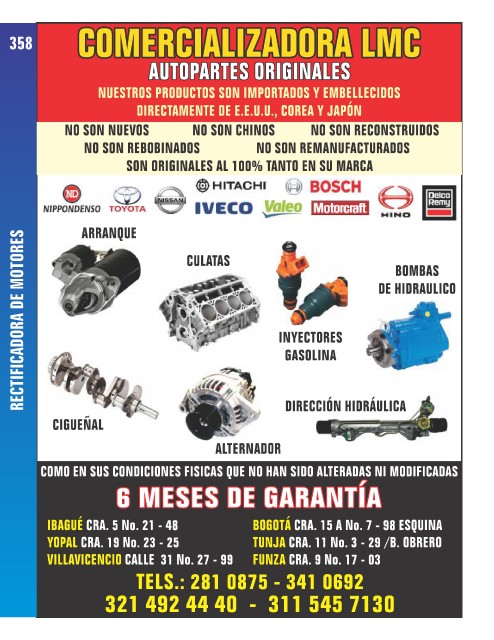 358
COMERCIALIZADORA LMC
AUTOPARTES ORIGINALES
NUESTROS PRODUCTOS SON IMPORTADOS Y EMBELLECIDOS
DIRECTAMENTE DE E.E.U.U., COREA Y JAPÓN
NO SON NUEVOS NO SON CHINOS NO SON RECONSTRUIDOS
NO SON REBOBINADOS NO SON REMANUFACTURADOS
SON ORIGINALES AL 100% TANTO EN SU MARCA
ND HITACHI BOSCH
NIPPONDENSO TOYOTA NISSAN IVECO Valeo Motorcraft HINO Delco Remy
ARRANQUE
CULATAS
BOMBAS
DE HIDRAULICO
INYECTORES
GASOLINA
CIGUEÑAL
DIRECCIÓN HIDRÁULICA
ALTERNADOR
RECTIFICADORA DE MOTORES
COMO EN SUS CONDICIONES FISICAS QUE NO HAN SIDO ALTERADAS NI MODIFICADAS
6 MESES DE GARANTÍA
IBAGUÉ CRA. 5 No. 21 - 48 BOGOTÁ CRA. 15 A No. 7 - 98 ESQUINA
YOPAL CRA. 19 No. 23 - 25 TUNJA CRA. 11 No. 3 - 29 /B. OBRERO
VILLAVICENCIO CALLE 31 No. 27 - 99 FUNZA CRA. 9 No. 17 - 03
TELS.: 281 0875 - 341 0692
321 492 44 40 - 311 545 7130